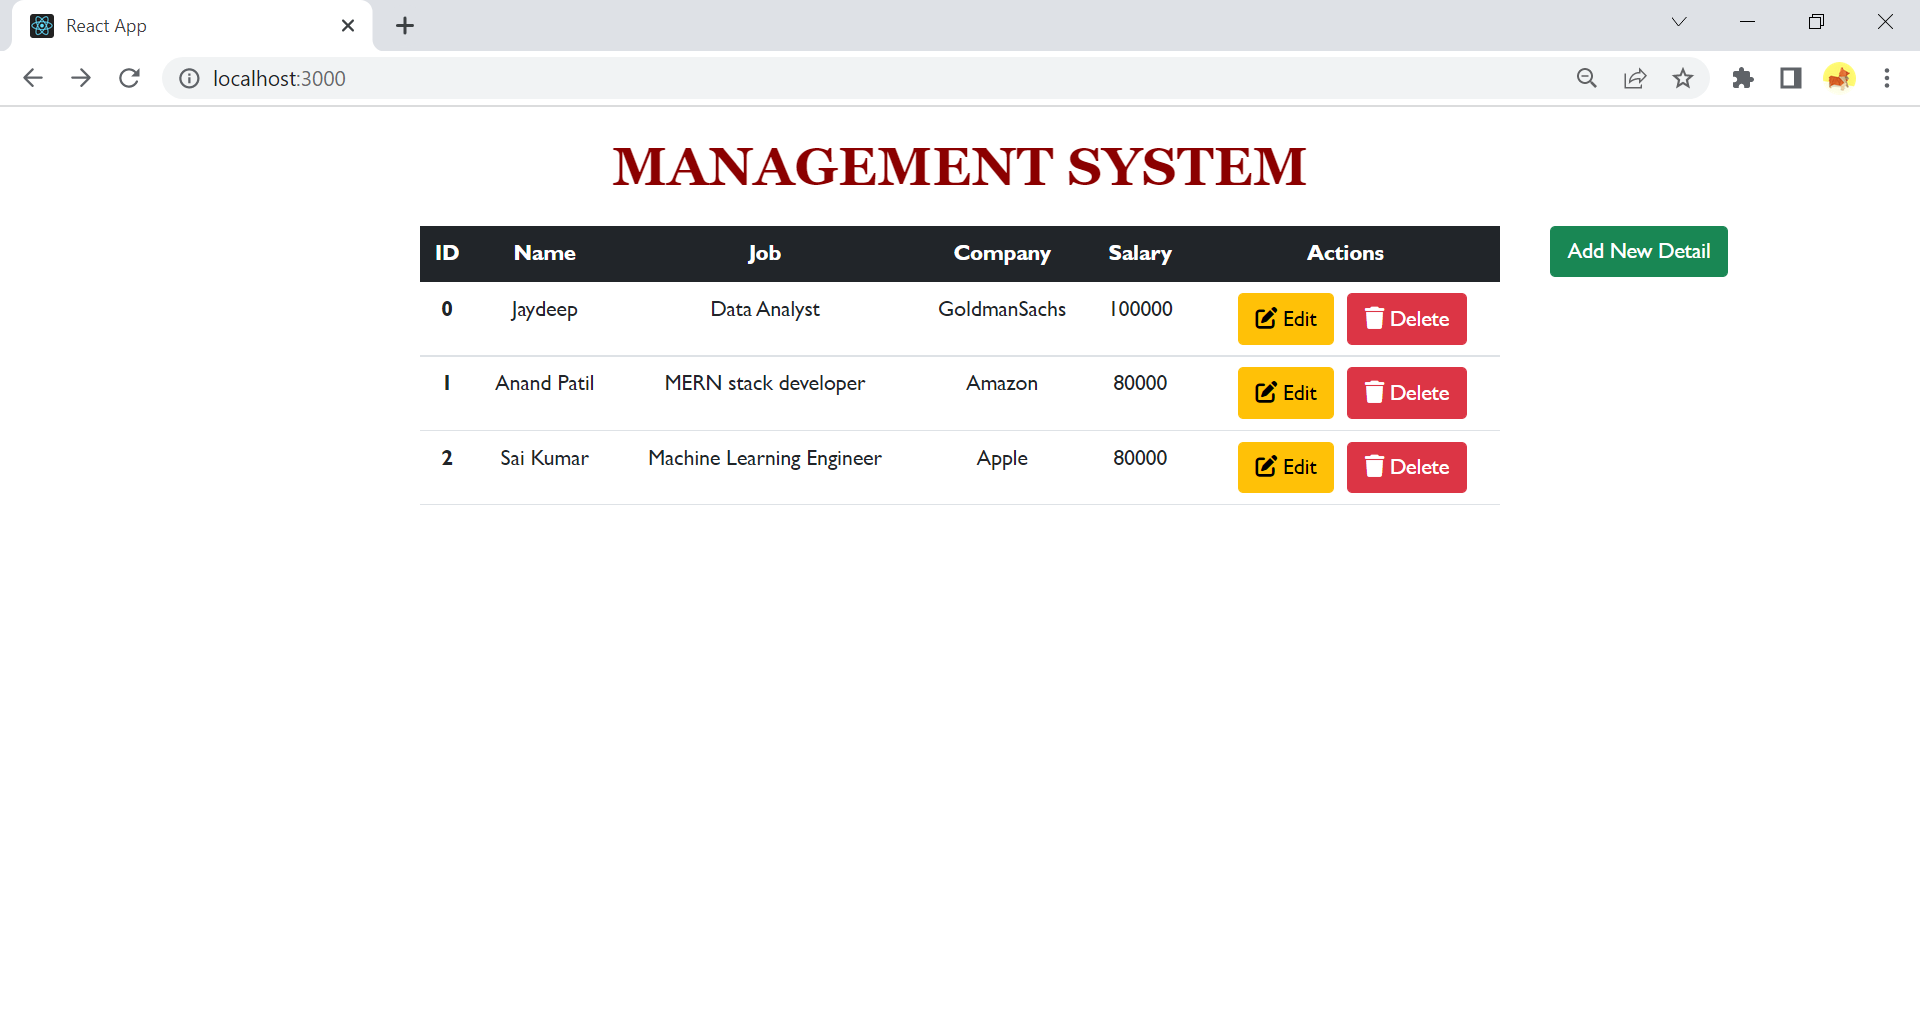 React App
localhost:3000
MANAGEMENT SYSTEM
ID Name Job Company Salary Actions Add New Detail
0 Jaydeep Data Analyst GoldmanSachs 100000 Edit Delete
1 Anand Patil MERN stack developer Amazon 80000 Edit Delete
2 Sai Kumar Machine Learning Engineer Apple 80000 Edit Delete